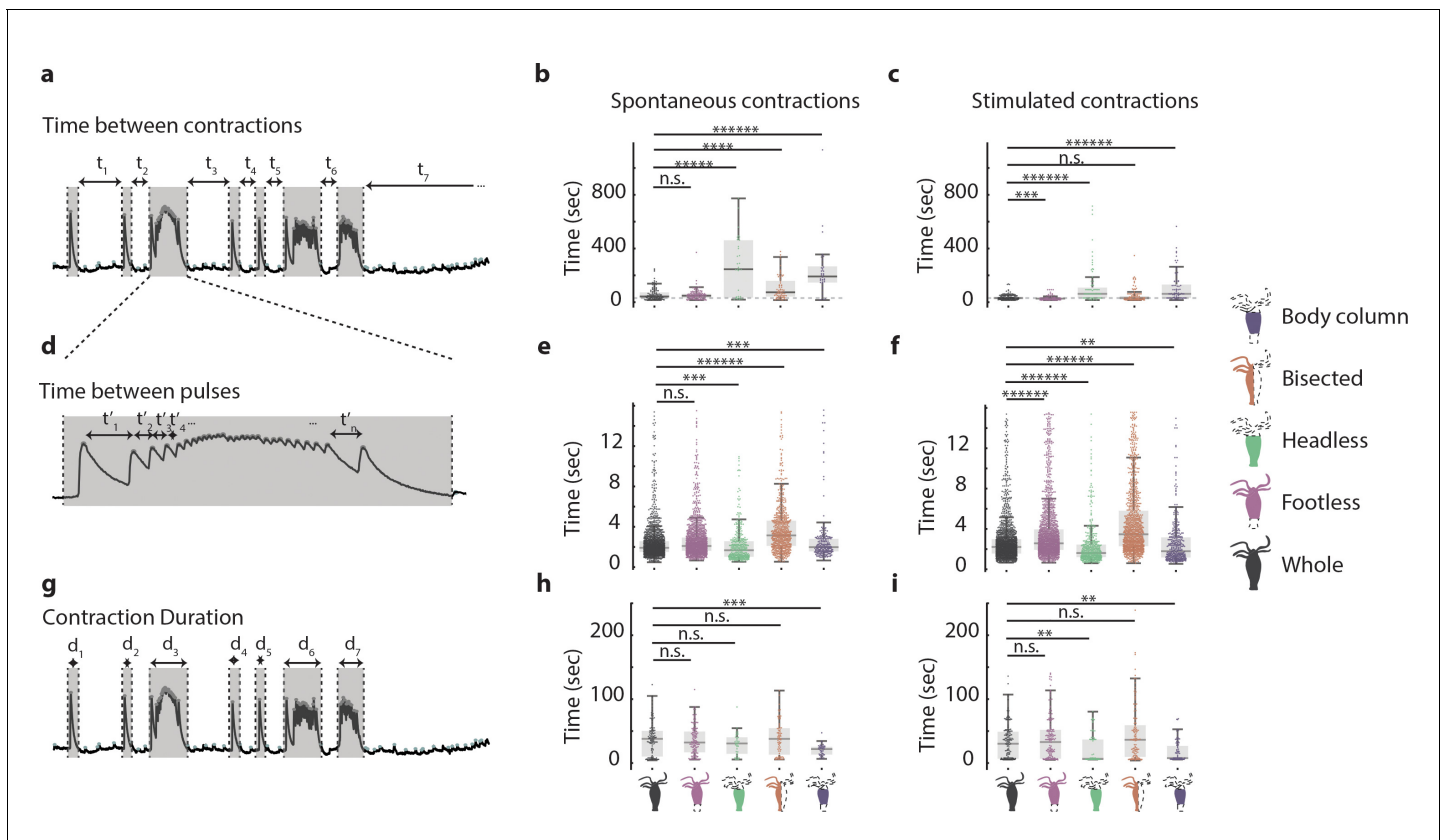 a
b
c
Spontaneous contractions
Stimulated contractions
Time between contractions
t1 t2 t3 t4 t5 t6 t7 ...
Time (sec)
800
400
0
n.s.
*****
****
******
Time (sec)
800
400
0
***
******
n.s.
******
d
e
f
Time between pulses
t′1 t′2 t′3 t′4 ... ... t′n
Time (sec)
12
8
4
0
n.s.
***
******
***
Time (sec)
12
8
4
0
******
******
******
**
g
h
i
Contraction Duration
d1 d2 d3 d4 d5 d6 d7
Time (sec)
200
100
0
n.s.
n.s.
n.s.
***
Time (sec)
200
100
0
n.s.
**
n.s.
**
Body column
Bisected
Headless
Footless
Whole